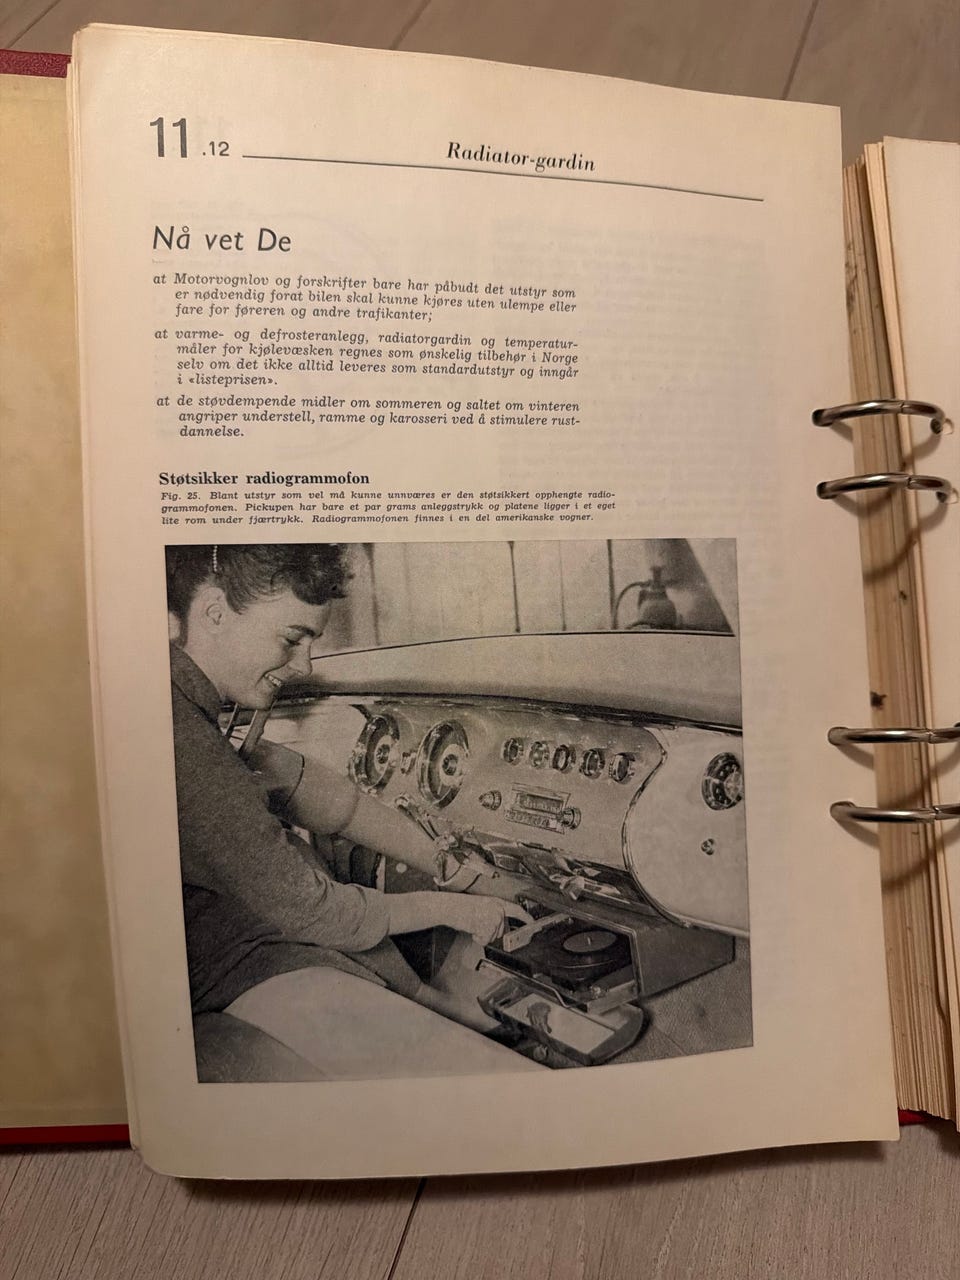 11.12
Radiator-gardin
Nå vet De
at Motorvognlov og forskrifter bare har påbudt det utstyr som
er nødvendig forat bilen skal kunne kjøres uten ulempe eller
fare for føreren og andre trafikanter;
at varme- og defrosteranlegg, radiatorgardin og temperatur-
måler for kjølevæsken regnes som ønskelig tilbehør i Norge
selv om det ikke alltid leveres som standardutstyr og inngår
i «listeprisen».
at de støvdempende midler om sommeren og saltet om vinteren
angriper understell, ramme og karosseri ved å stimulere rust-
dannelse.
Støtsikker radiogrammofon
Fig. 25. Blant utstyr som vel må kunne unnværes er den støtsikkert opphengte radio-
grammofonen. Pickupen har bare et par grams anleggstrykk og platene ligger i et eget
lite rom under fjærtrykk. Radiogrammofonen finnes i en del amerikanske vogner.